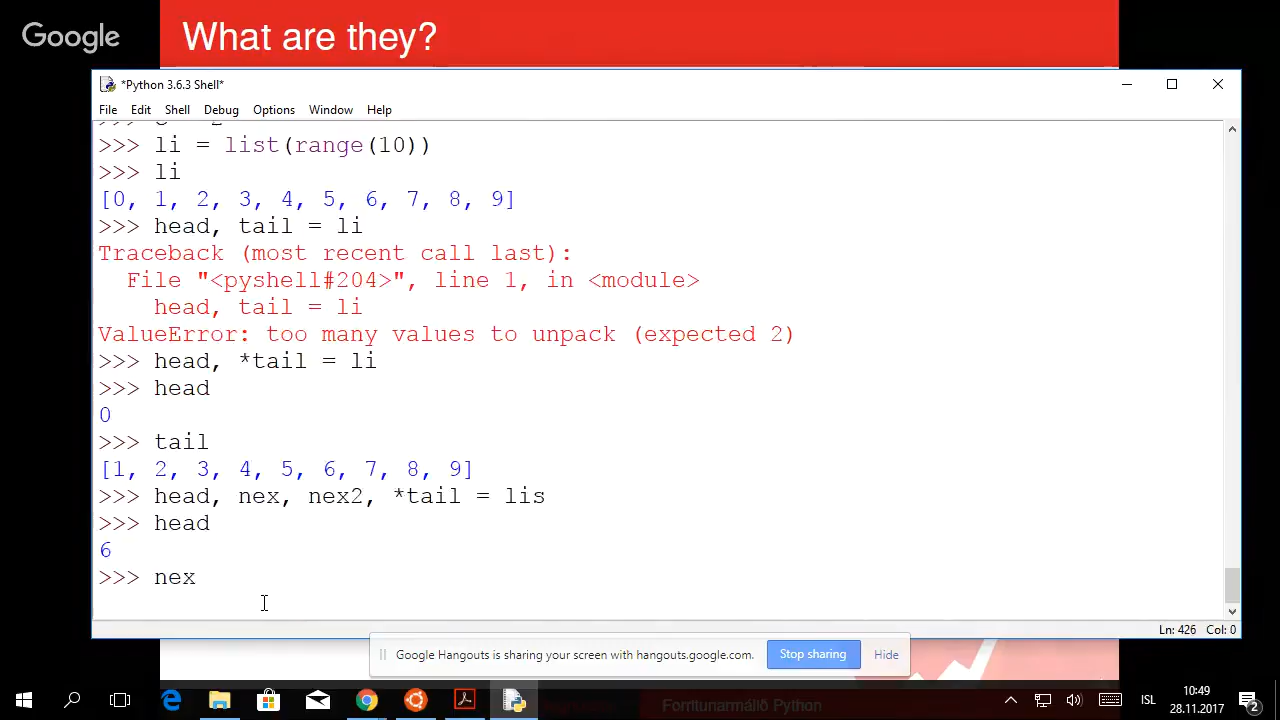 Google
What are they?
*Python 3.6.3 Shell*
File Edit Shell Debug Options Window Help
>>> li = list(range(10))
>>> li
[0, 1, 2, 3, 4, 5, 6, 7, 8, 9]
>>> head, tail = li
Traceback (most recent call last):
  File "<pyshell#204>", line 1, in <module>
    head, tail = li
ValueError: too many values to unpack (expected 2)
>>> head, *tail = li
>>> head
0
>>> tail
[1, 2, 3, 4, 5, 6, 7, 8, 9]
>>> head, nex, nex2, *tail = lis
>>> head
6
>>> nex
Ln: 426 Col: 0
Google Hangouts is sharing your screen with hangouts.google.com. Stop sharing Hide
Forritunarmálið Python
ISL
10:49
28.11.2017
2